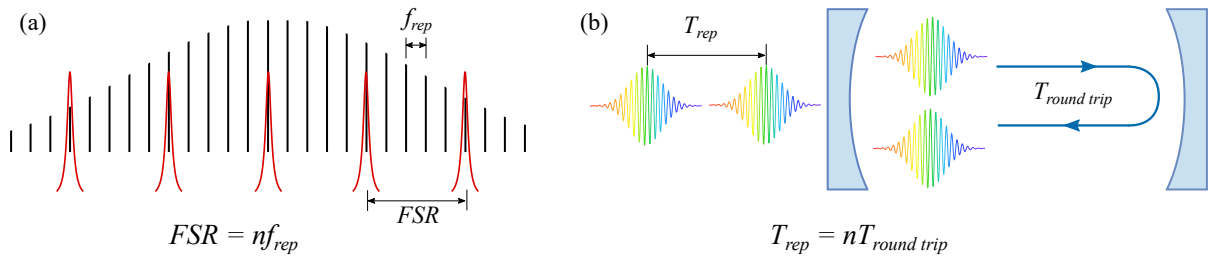 (a)
f_rep
FSR
FSR = nf_rep
(b)
T_rep
T_round trip
T_rep = nT_round trip